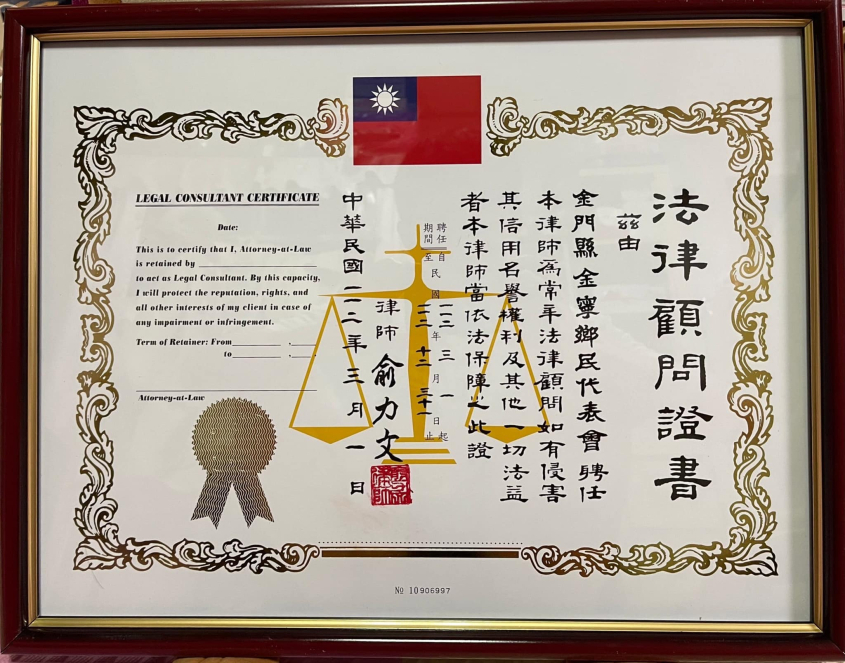 法律顧問證書
茲由
金門縣金寧鄉民代表會聘任
本律師為常年法律顧問如有侵害
其信用名譽權利及其他一切法益
者本律師當依法保障之此證
聘任自民國一一二年三月一日起
期間至一一二十二三十一止
律師俞力文
中華民國一一二年三月一日
LEGAL CONSULTANT CERTIFICATE
Date:
This is to certify that I, Attorney-at-Law
is retained by
to act as Legal Consultant. By this capacity,
I will protect the reputation, rights, and
all other interests of my client in case of
any impairment or infringement.
Term of Retainer: From
to
Attorney-at-Law
№ 10906997